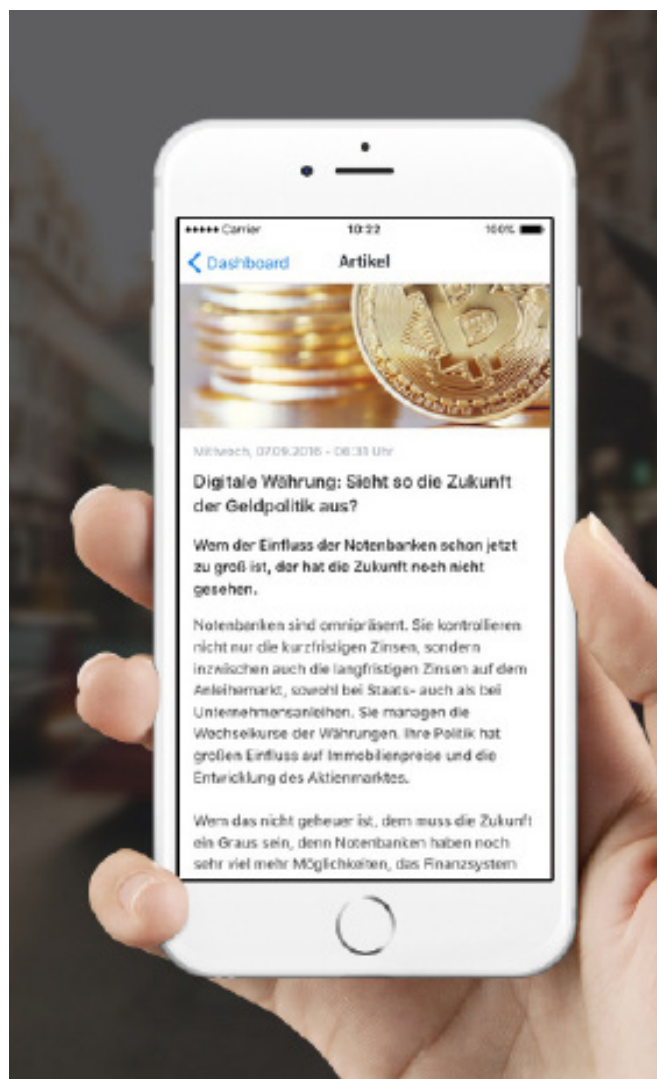 Carrier 10:22 100%
Dashboard Artikel
Mittwoch, 07.09.2016 - 06:31 Uhr
Digitale Währung: Sieht so die Zukunft
der Geldpolitik aus?
Wem der Einfluss der Notenbanken schon jetzt
zu groß ist, der hat die Zukunft noch nicht
gesehen.
Notenbanken sind omnipräsent. Sie kontrollieren
nicht nur die kurzfristigen Zinsen, sondern
inzwischen auch die langfristigen Zinsen auf dem
Anleihemarkt, sowohl bei Staats- auch als bei
Unternehmensanleihen. Sie managen die
Wechselkurse der Währungen. Ihre Politik hat
großen Einfluss auf Immobilienpreise und die
Entwicklung des Aktienmarktes.
Wem das nicht geheuer ist, dem muss die Zukunft
ein Graus sein, denn Notenbanken haben noch
sehr viel mehr Möglichkeiten, das Finanzsystem